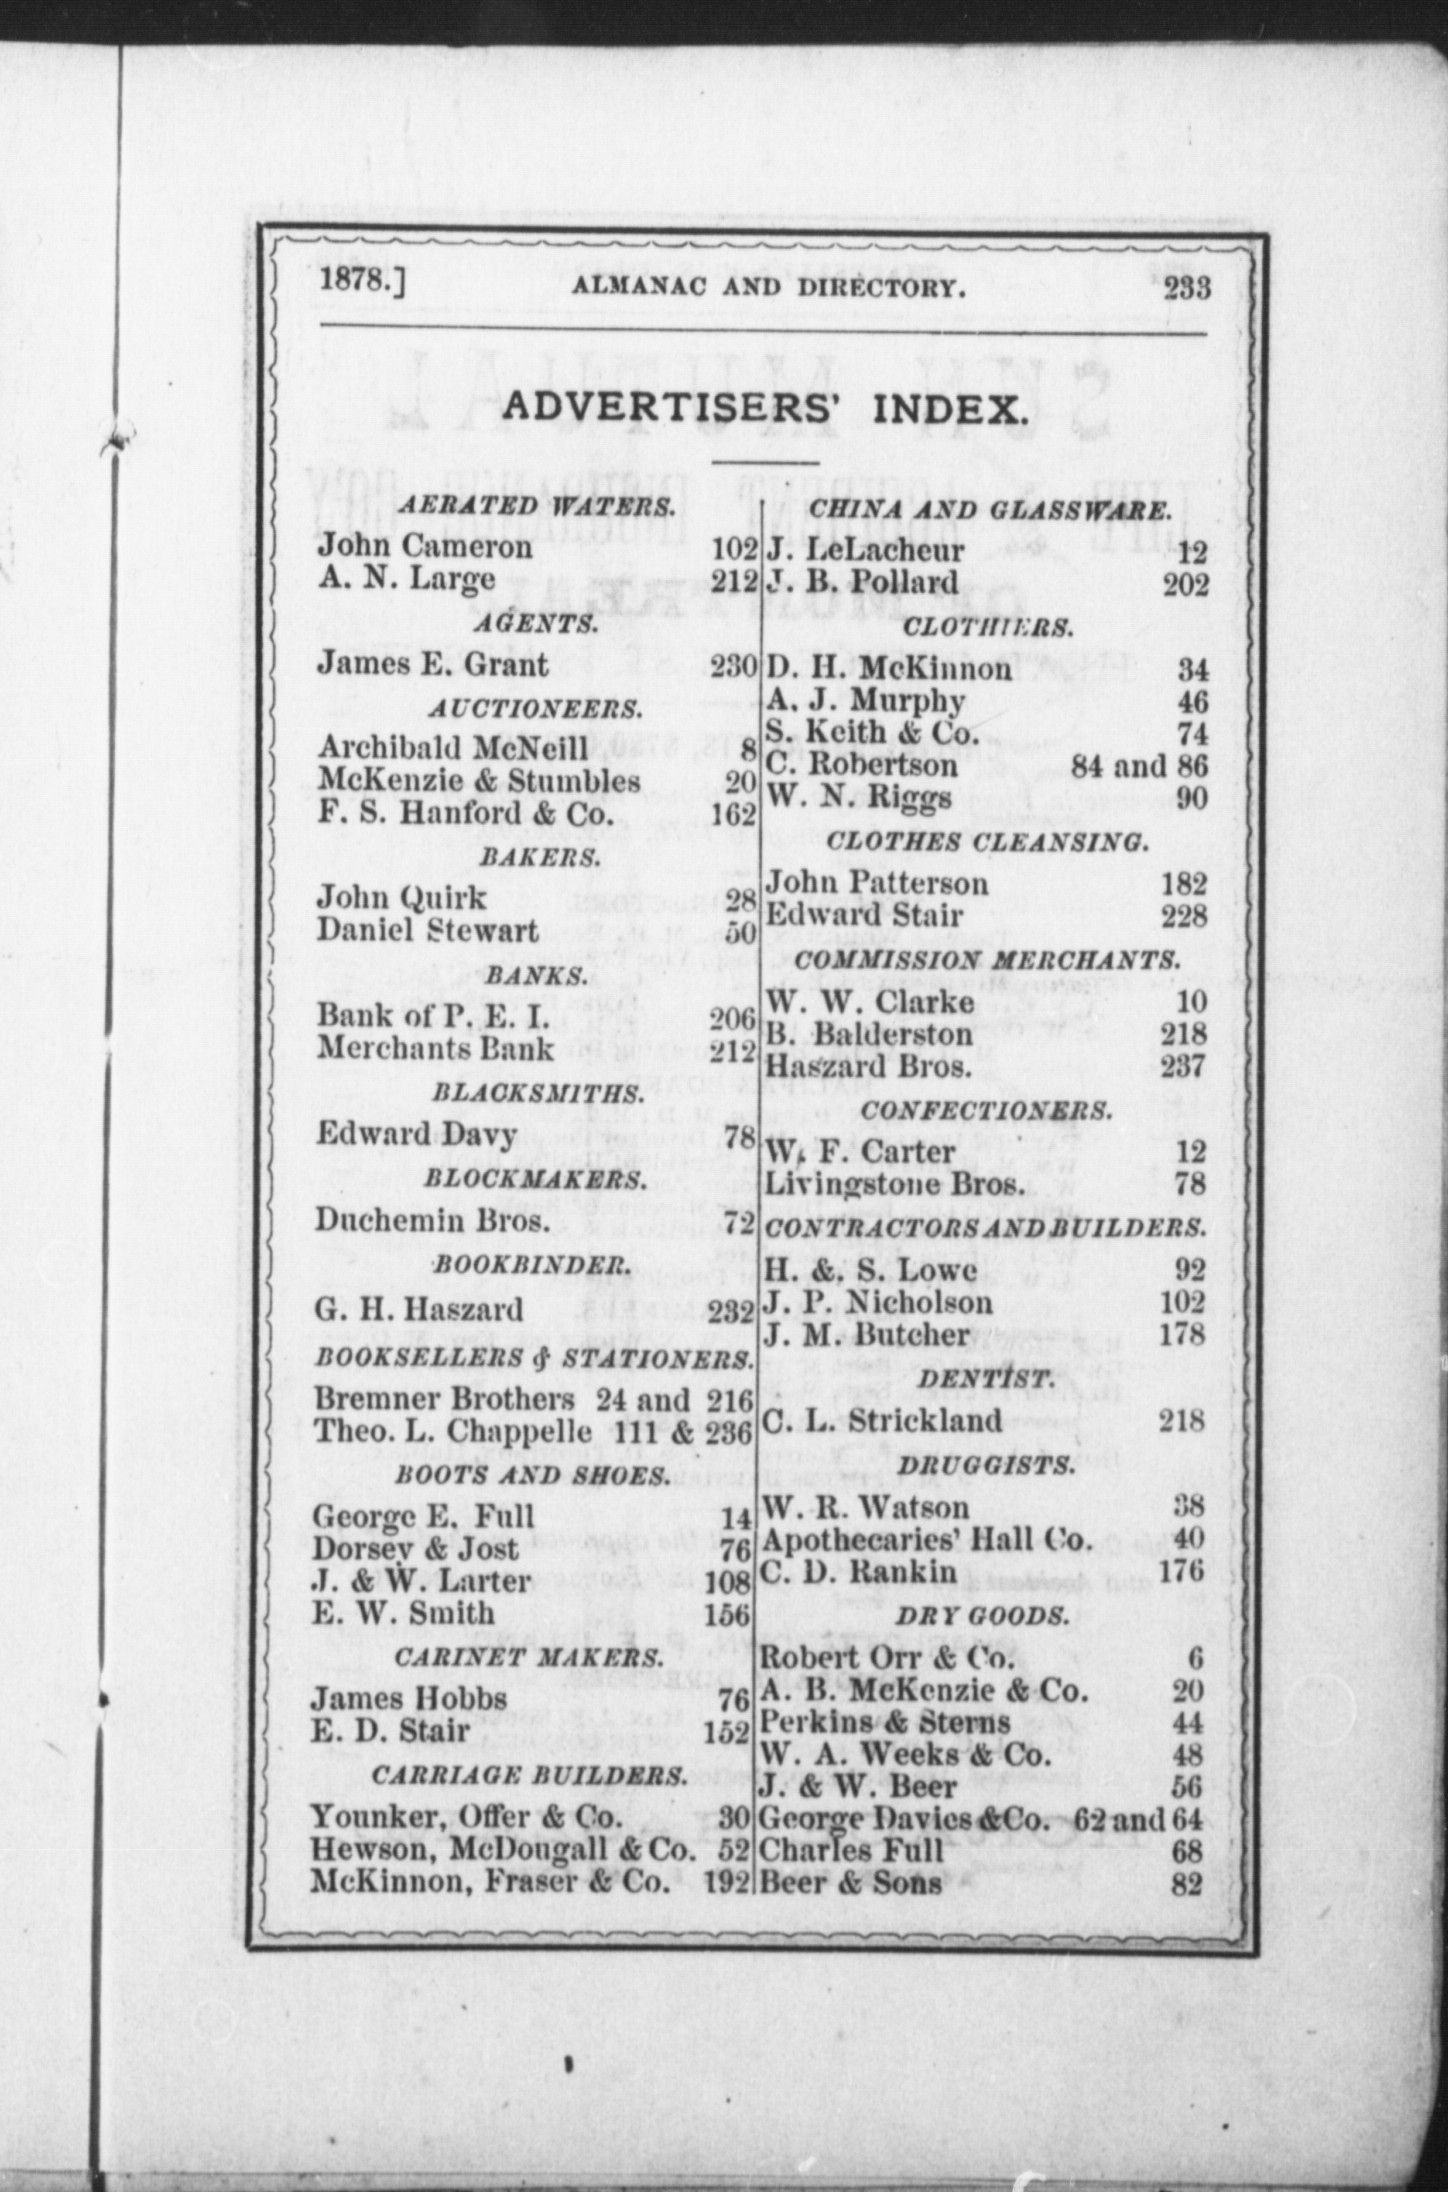 1878.] ALMANAC AND DIRECTORY. 233
ADVERTISERS' INDEX.
AERATED WATERS.
John Cameron 102
A. N. Large 212
AGENTS.
James E. Grant 230
AUCTIONEERS.
Archibald McNeill 8
McKenzie & Stumbles 20
F. S. Hanford & Co. 162
BAKERS.
John Quirk 28
Daniel Stewart 50
BANKS.
Bank of P. E. I. 206
Merchants Bank 212
BLACKSMITHS.
Edward Davy 78
BLOCKMAKERS.
Duchemin Bros. 72
BOOKBINDER.
G. H. Haszard 232
BOOKSELLERS & STATIONERS.
Bremner Brothers 24 and 216
Theo. L. Chappelle 111 & 236
BOOTS AND SHOES.
George E. Full 14
Dorsey & Jost 76
J. & W. Larter 108
E. W. Smith 156
CARINET MAKERS.
James Hobbs 76
E. D. Stair 152
CARRIAGE BUILDERS.
Younker, Offer & Co. 30
Hewson, McDougall & Co. 52
McKinnon, Fraser & Co. 192
CHINA AND GLASSWARE.
J. LeLacheur 12
J. B. Pollard 202
CLOTHIERS.
D. H. McKinnon 34
A. J. Murphy 46
S. Keith & Co. 74
C. Robertson 84 and 86
W. N. Riggs 90
CLOTHES CLEANSING.
John Patterson 182
Edward Stair 228
COMMISSION MERCHANTS.
W. W. Clarke 10
B. Balderston 218
Haszard Bros. 237
CONFECTIONERS.
W. F. Carter 12
Livingstone Bros. 78
CONTRACTORS AND BUILDERS.
H. &. S. Lowe 92
J. P. Nicholson 102
J. M. Butcher 178
DENTIST.
C. L. Strickland 218
DRUGGISTS.
W. R. Watson 38
Apothecaries' Hall Co. 40
C. D. Rankin 176
DRY GOODS.
Robert Orr & Co. 6
A. B. McKenzie & Co. 20
Perkins & Sterns 44
W. A. Weeks & Co. 48
J. & W. Beer 56
George Davies & Co. 62 and 64
Charles Full 68
Beer & Sons 82